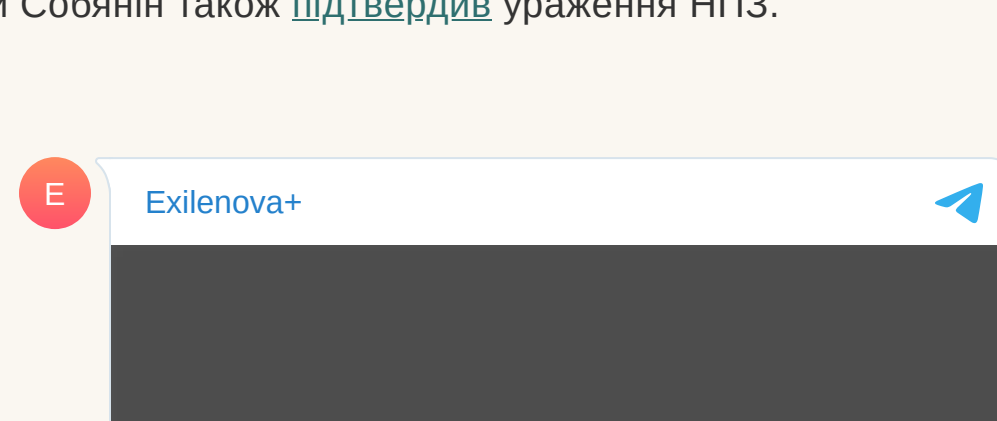 и Собянін також підтвердив ураження НПЗ.
E
Exilenova+